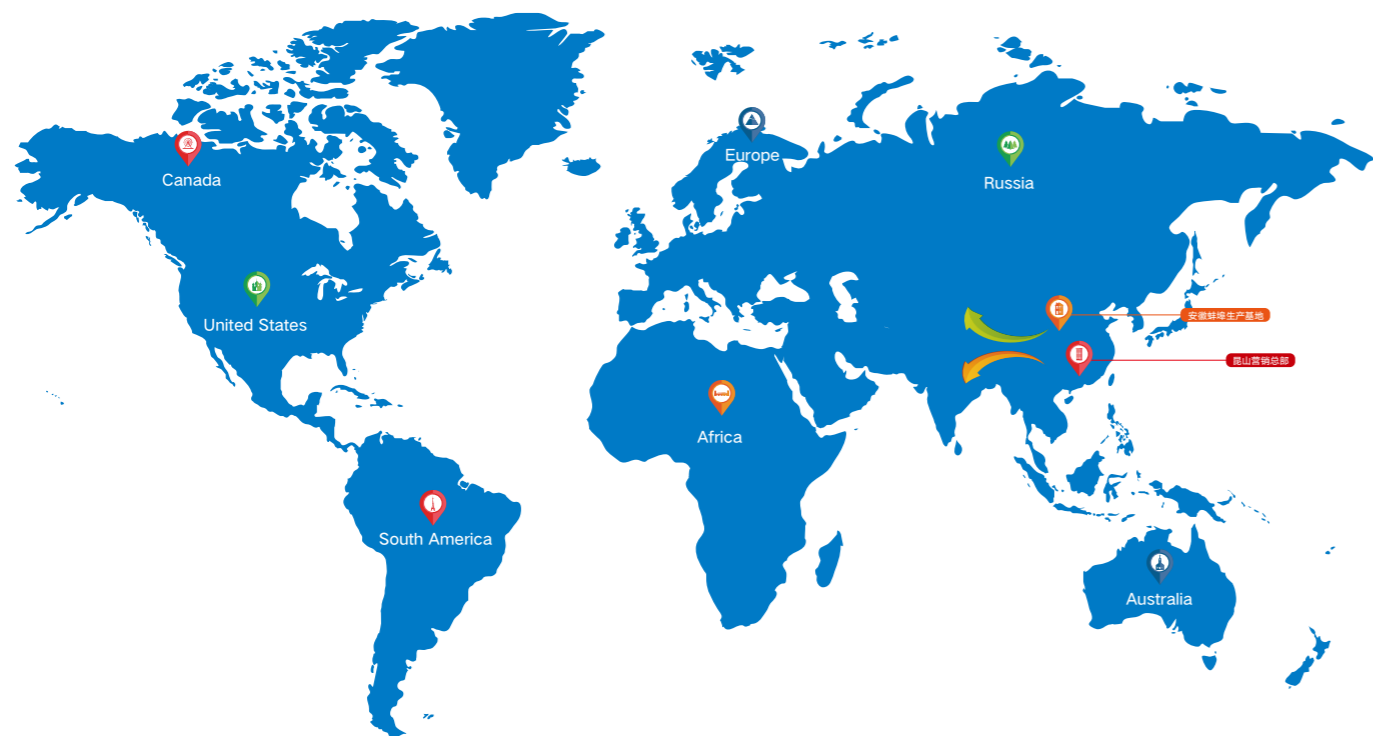 Europe
Canada
Russia
安徽蚌埠生产基地
United States
昆山营销总部
Africa
South America
Australia